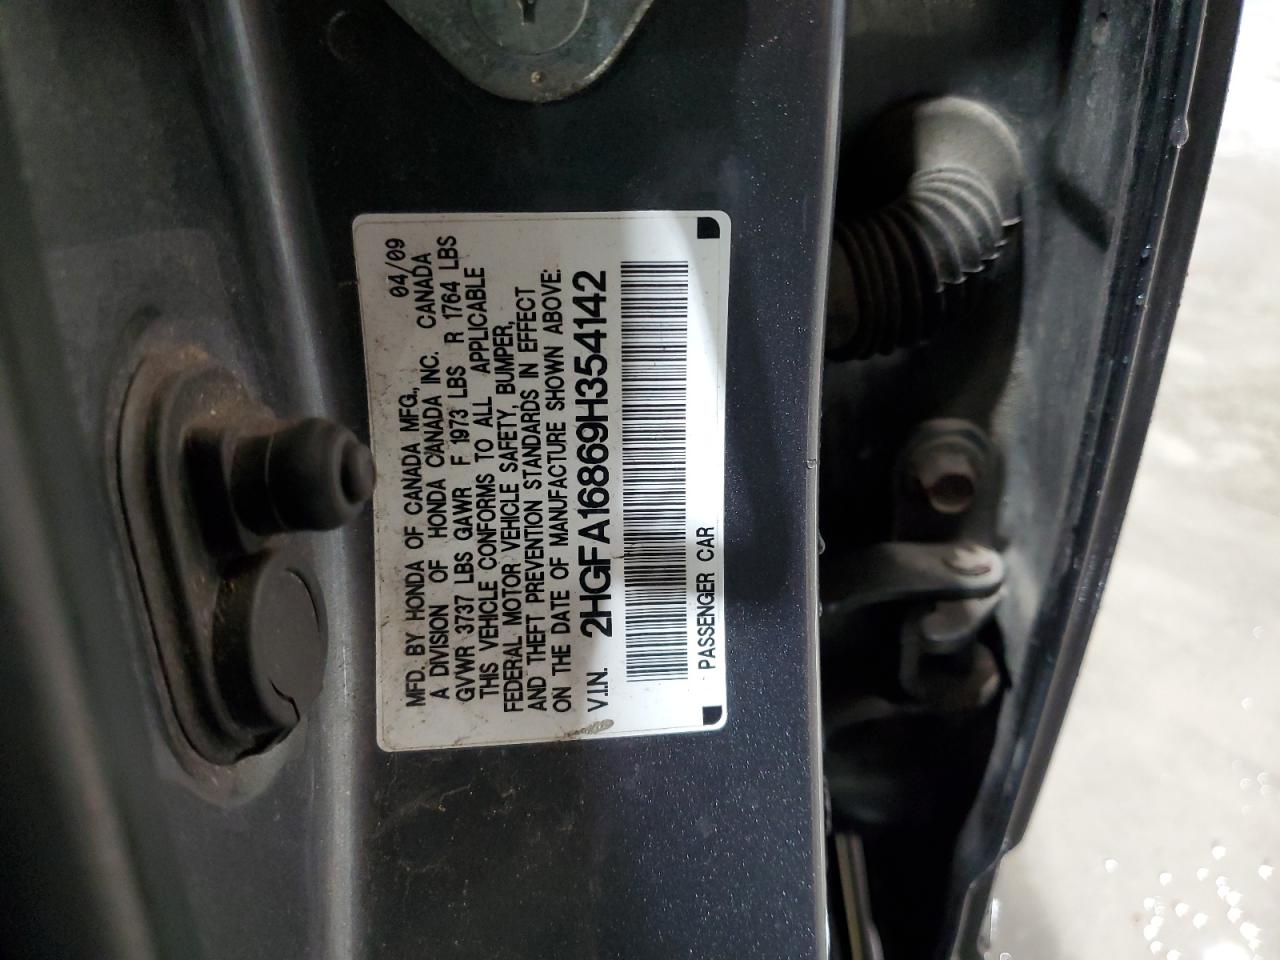 MFD. BY HONDA OF CANADA MFG., 04/09
A DIVISION OF HONDA CANADA INC. CANADA
GVWR 3737 LBS GAWR F 1973 LBS R 1764 LBS
THIS VEHICLE CONFORMS TO ALL APPLICABLE
FEDERAL MOTOR VEHICLE SAFETY, BUMPER,
AND THEFT PREVENTION STANDARDS IN EFFECT
ON THE DATE OF MANUFACTURE SHOWN ABOVE:
V.I.N. 2HGFA16869H354142
PASSENGER CAR